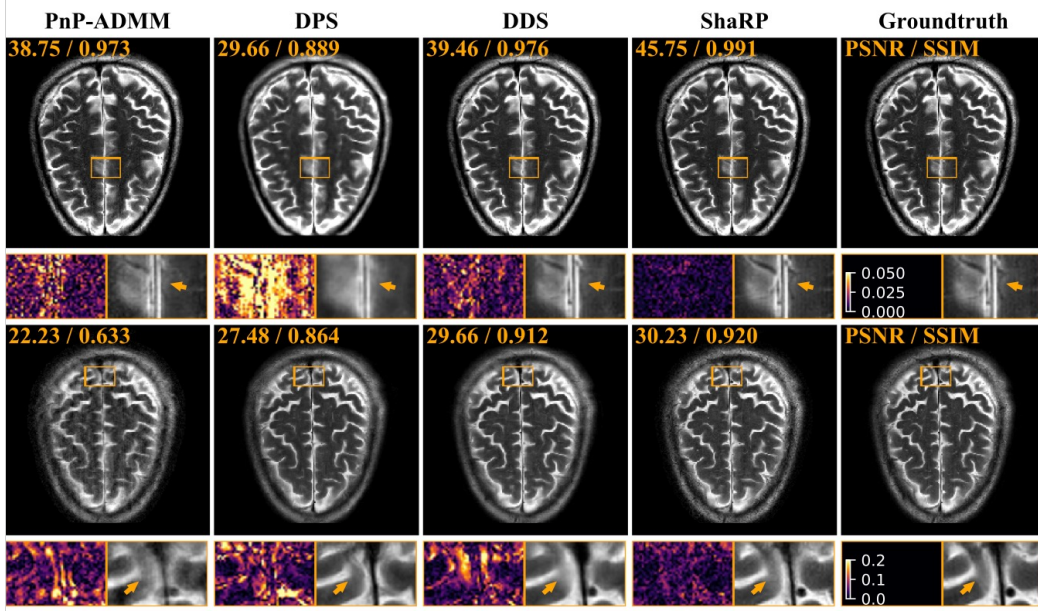 PnP-ADMM DPS DDS ShaRP Groundtruth
38.75 / 0.973 29.66 / 0.889 39.46 / 0.976 45.75 / 0.991 PSNR / SSIM
0.050
0.025
0.000
22.23 / 0.633 27.48 / 0.864 29.66 / 0.912 30.23 / 0.920 PSNR / SSIM
0.2
0.1
0.0